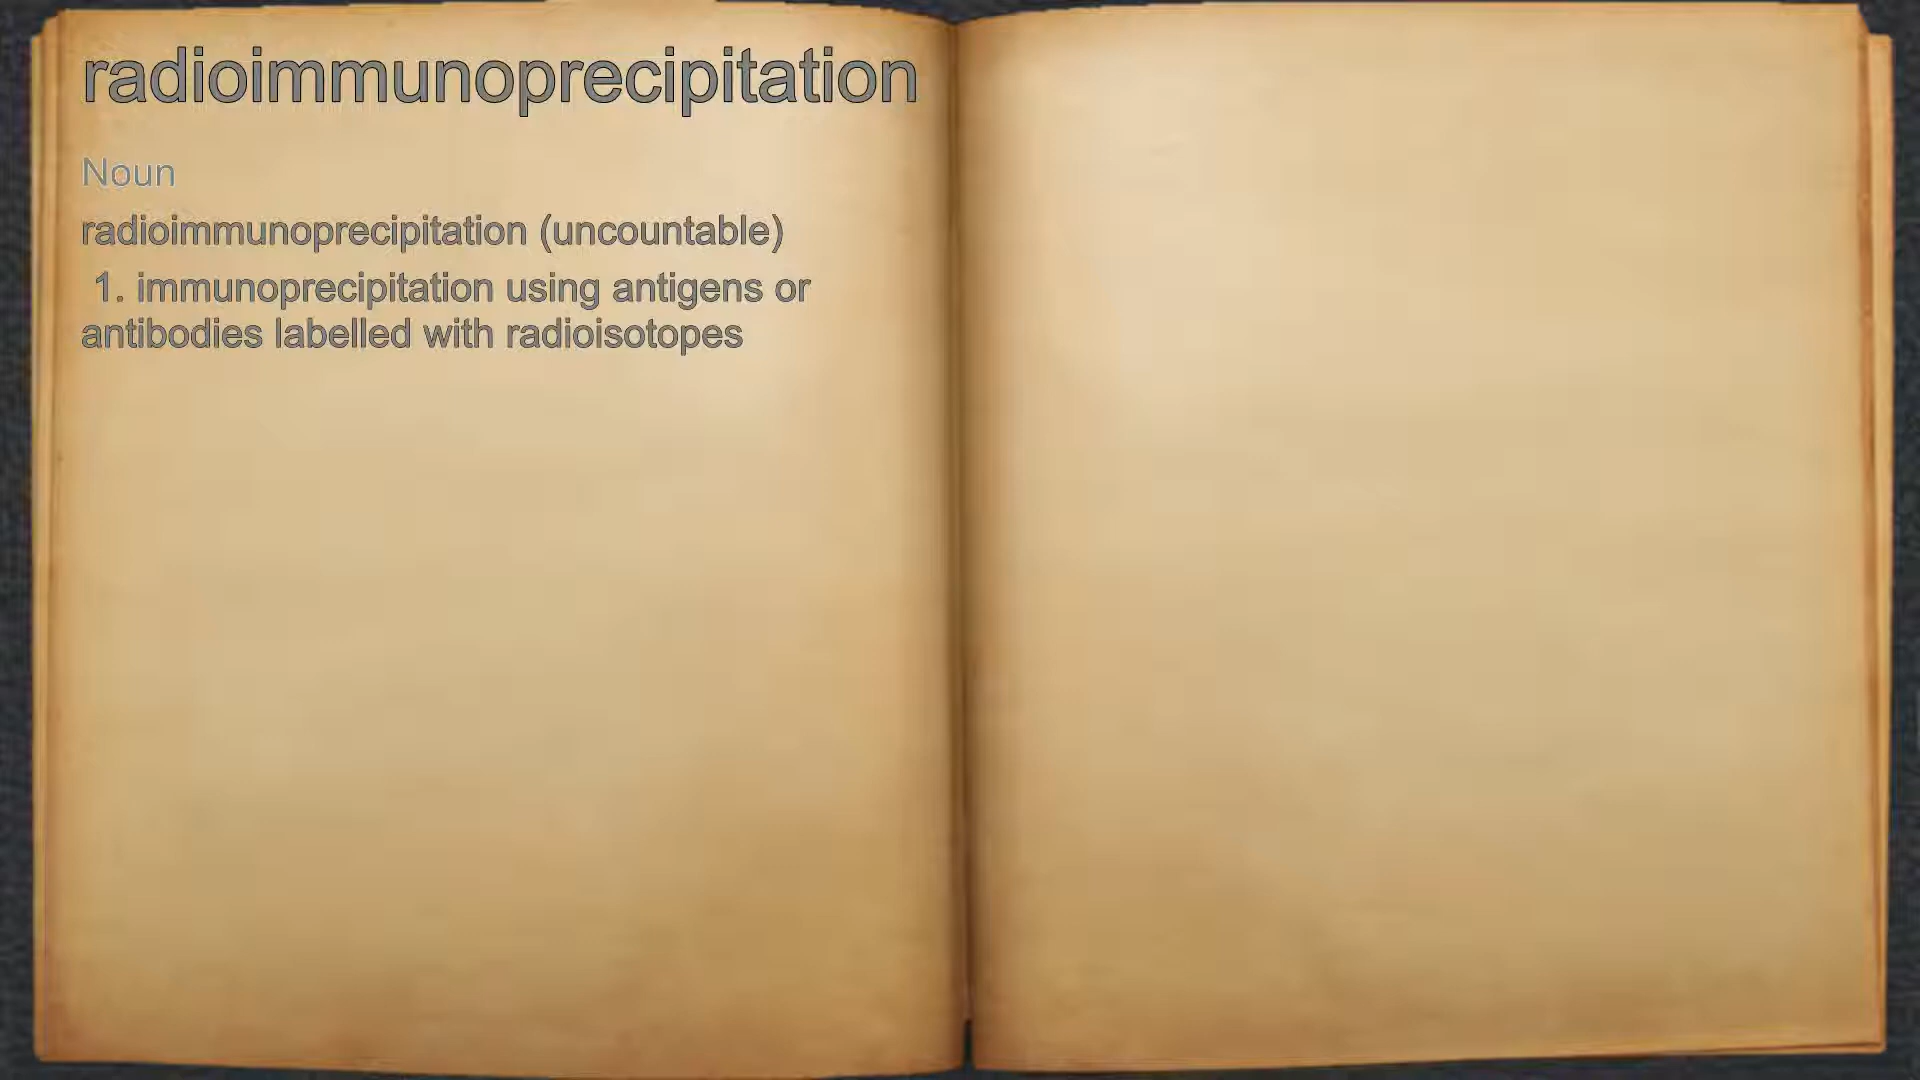 radioimmunoprecipitation
Noun
radioimmunoprecipitation (uncountable)
1. immunoprecipitation using antigens or
antibodies labelled with radioisotopes